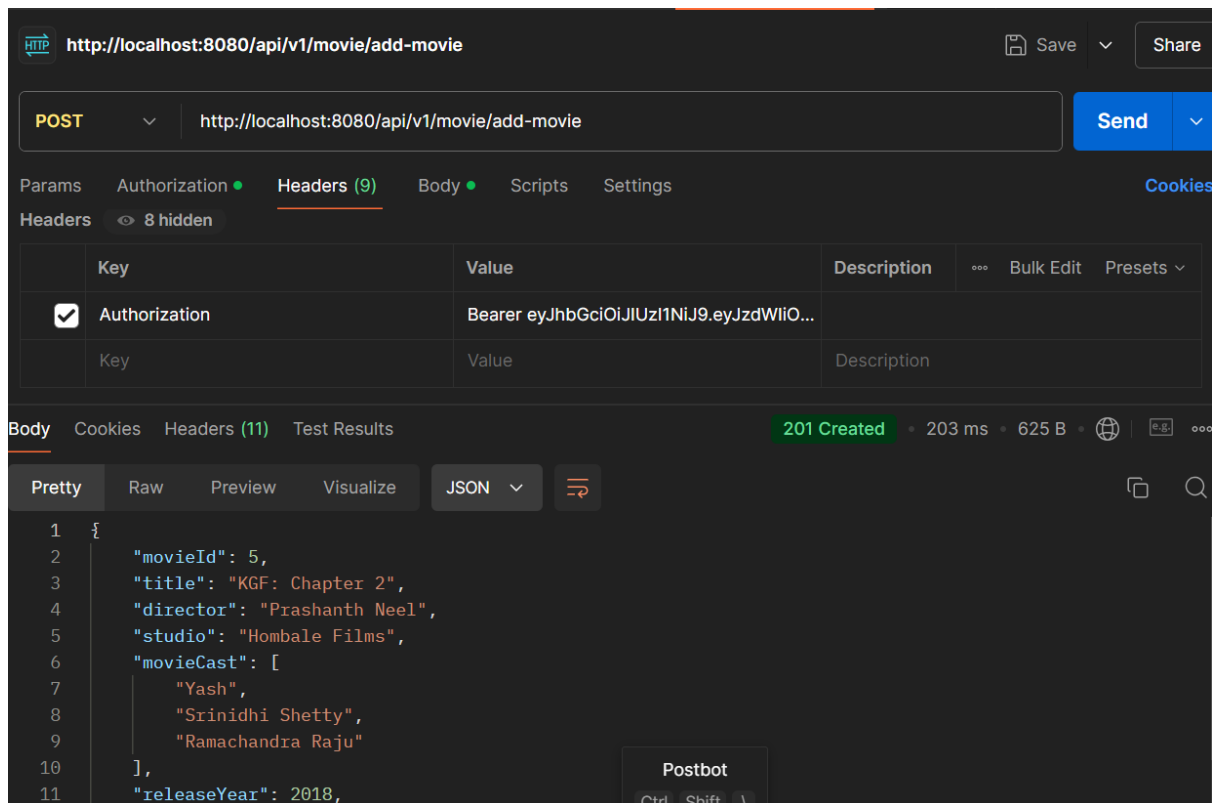 HTTP http://localhost:8080/api/v1/movie/add-movie Save Share
POST http://localhost:8080/api/v1/movie/add-movie Send
Params Authorization Headers (9) Body Scripts Settings Cookies
Headers 8 hidden
Key Value Description Bulk Edit Presets
Authorization Bearer eyJhbGciOiJIUzI1NiJ9.eyJzdWIiO...
Key Value Description
Body Cookies Headers (11) Test Results 201 Created 203 ms 625 B e.g.
Pretty Raw Preview Visualize JSON
1 {
2 "movieId": 5,
3 "title": "KGF: Chapter 2",
4 "director": "Prashanth Neel",
5 "studio": "Hombale Films",
6 "movieCast": [
7 "Yash",
8 "Srinidhi Shetty",
9 "Ramachandra Raju"
10 ],
Postbot
11 "releaseYear": 2018,
Ctrl Shift \